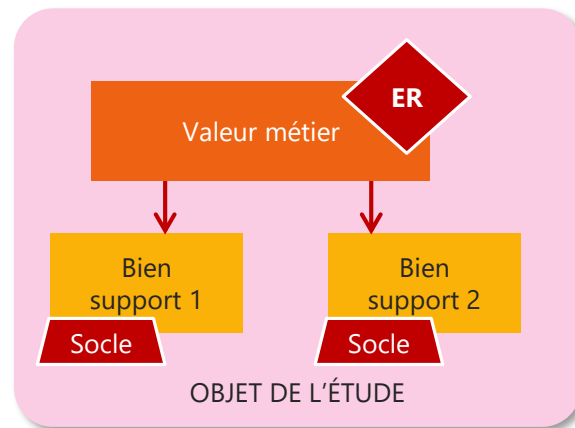 ER
Valeur métier
Bien
support 1
Bien
support 2
Socle
Socle
OBJET DE L’ÉTUDE